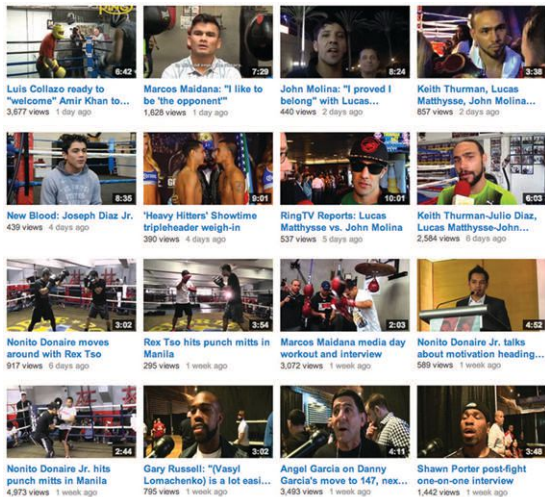 6:42
7:29
8:24
3:38
Luis Collazo ready to
"welcome" Amir Khan to...
3,677 views 1 day ago
Marcos Maidana: "I like to
be 'the opponent'"
1,628 views 1 day ago
John Molina: "I proved I
belong" with Lucas...
440 views 2 days ago
Keith Thurman, Lucas
Matthysse, John Molina...
857 views 2 days ago
8:35
9:01
10:01
6:03
New Blood: Joseph Diaz Jr.
439 views 4 days ago
'Heavy Hitters' Showtime
tripleheader weigh-in
390 views 4 days ago
RingTV Reports: Lucas
Matthysse vs. John Molina
537 views 5 days ago
Keith Thurman-Julio Diaz,
Lucas Matthysse-John...
2,584 views 6 days ago
3:02
3:54
2:03
4:52
Nonito Donaire moves
around with Rex Tso
917 views 6 days ago
Rex Tso hits punch mitts in
Manila
295 views 1 week ago
Marcos Maidana media day
workout and interview
3,072 views 1 week ago
Nonito Donaire Jr. talks
about motivation heading...
589 views 1 week ago
2:44
3:02
4:11
3:48
Nonito Donaire Jr. hits
punch mitts in Manila
4,973 views 1 week ago
Gary Russell: "(Vasyl
Lomachenko) is a lot easi...
795 views 1 week ago
Angel Garcia on Danny
Garcia's move to 147, nex...
3,493 views 1 week ago
Shawn Porter post-fight
one-on-one interview
1,442 views 1 week ago